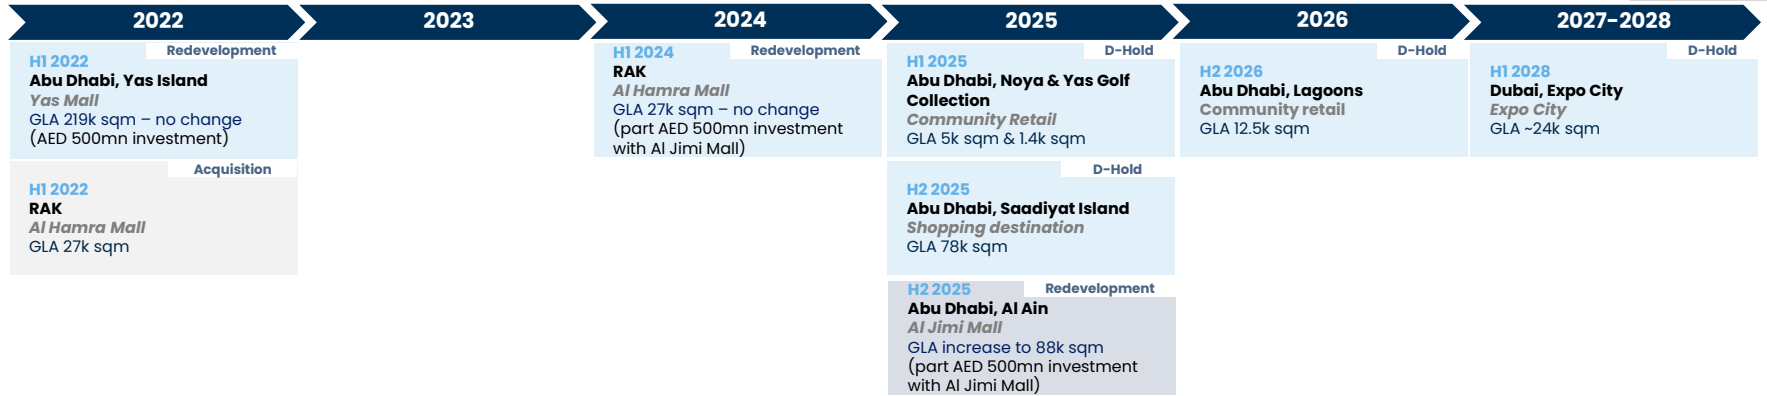 2022
2023
2024
2025
2026
2027-2028
Redevelopment
H1 2022
Abu Dhabi, Yas Island
Yas Mall
GLA 219k sqm – no change
(AED 500mn investment)
Acquisition
H1 2022
RAK
Al Hamra Mall
GLA 27k sqm
Redevelopment
H1 2024
RAK
Al Hamra Mall
GLA 27k sqm – no change
(part AED 500mn investment
with Al Jimi Mall)
D-Hold
H1 2025
Abu Dhabi, Noya & Yas Golf
Collection
Community Retail
GLA 5k sqm & 1.4k sqm
D-Hold
H2 2025
Abu Dhabi, Saadiyat Island
Shopping destination
GLA 78k sqm
Redevelopment
H2 2025
Abu Dhabi, Al Ain
Al Jimi Mall
GLA increase to 88k sqm
(part AED 500mn investment
with Al Jimi Mall)
D-Hold
H2 2026
Abu Dhabi, Lagoons
Community retail
GLA 12.5k sqm
D-Hold
H1 2028
Dubai, Expo City
Expo City
GLA ~24k sqm